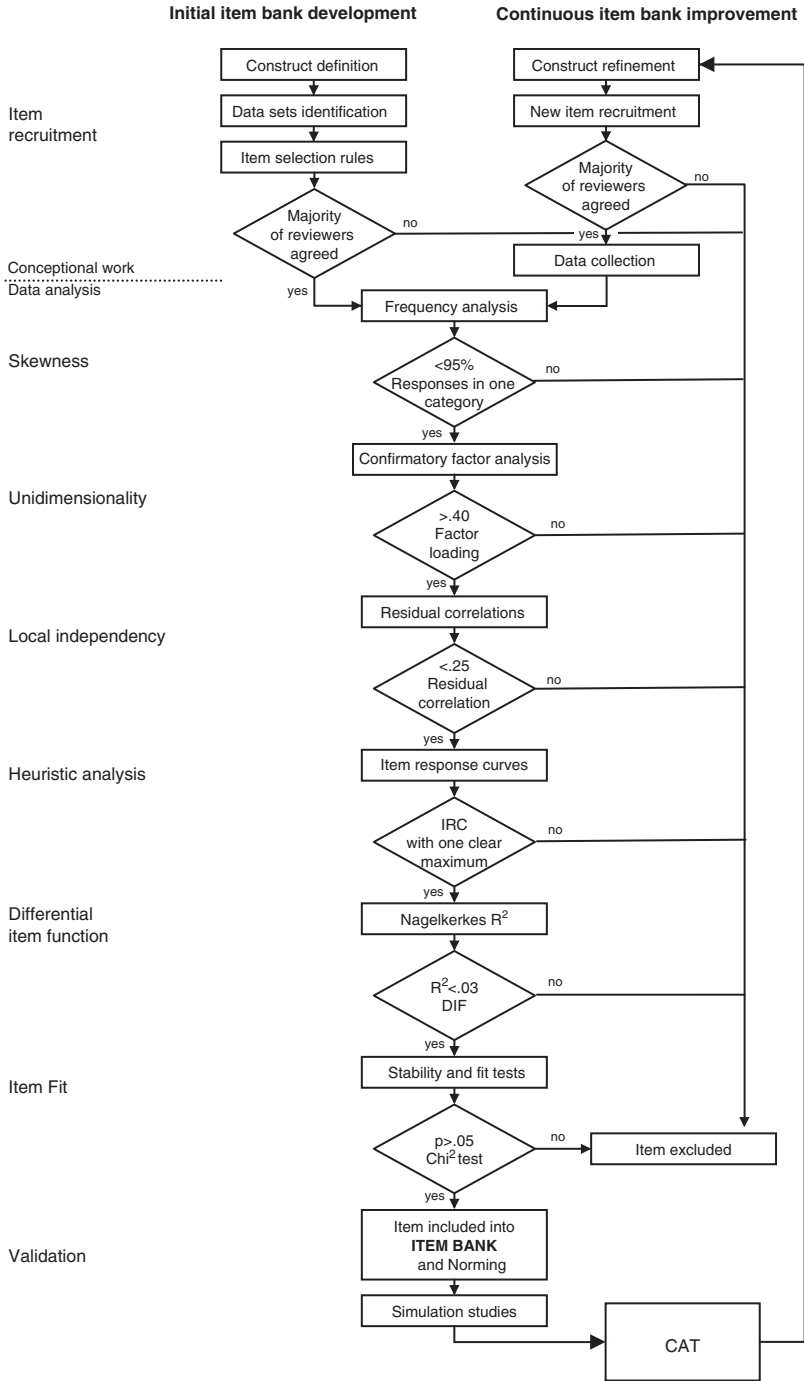 Initial item bank development
Continuous item bank improvement
Construct definition
Construct refinement
Item
recruitment
Data sets identification
New item recruitment
Item selection rules
Majority
of reviewers
agreed
no
Majority
of reviewers
agreed
no
yes
Data collection
Conceptional work
Data analysis
yes
Frequency analysis
Skewness
<95%
Responses in one
category
no
yes
Confirmatory factor analysis
Unidimensionality
>.40
Factor
loading
no
yes
Residual correlations
Local independency
<.25
Residual
correlation
no
yes
Item response curves
Heuristic analysis
IRC
with one clear
maximum
no
yes
Nagelkerkes R²
Differential
item function
R²<.03
DIF
no
yes
Stability and fit tests
Item Fit
p>.05
Chi² test
no
Item excluded
yes
Item included into
ITEM BANK
and Norming
Validation
Simulation studies
CAT